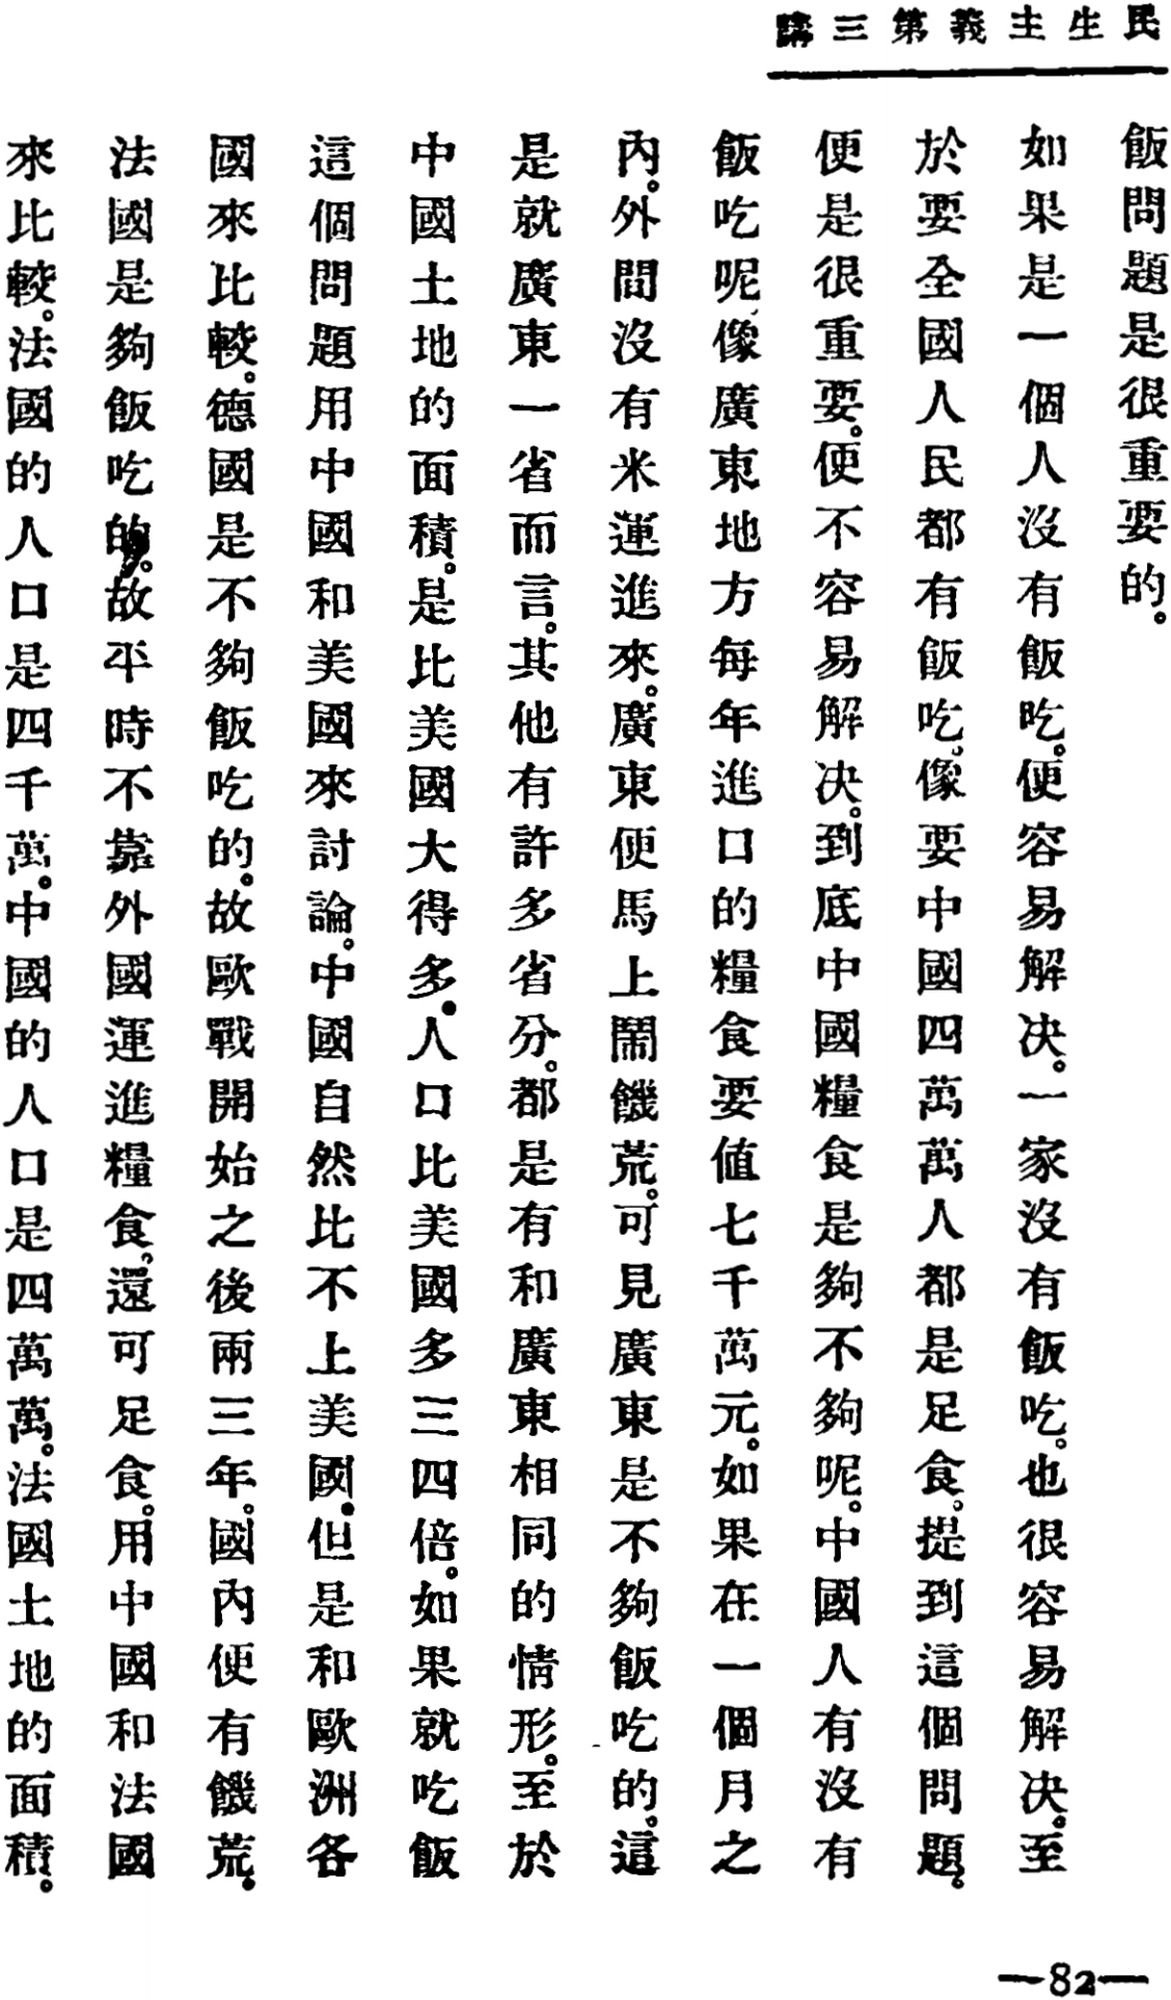 民生主義第三講
飯問題是很重要的。
如果是一個人沒有飯吃。便容易解决。一家沒有飯吃。也很容易解决。至
於要全國人民都有飯吃。像要中國四萬萬人都是足食。提到這個問題。
便是很重要。便不容易解决。到底中國糧食是夠不夠呢。中國人有沒有
飯吃呢。像廣東地方每年進口的糧食要值七千萬元。如果在一個月之
內。外間沒有米運進來。廣東便馬上鬧饑荒。可見廣東是不夠飯吃的。這
是就廣東一省而言。其他有許多省分。都是有和廣東相同的情形。至於
中國土地的面積。是比美國大得多。人口比美國多三四倍。如果就吃飯
這個問題用中國和美國來討論。中國自然比不上美國。但是和歐洲各
國來比較。德國是不夠飯吃的。故歐戰開始之後兩三年。國內便有饑荒。
法國是夠飯吃的。故平時不靠外國運進糧食。還可足食。用中國和法國
來比較。法國的人口是四千萬。中國的人口是四萬萬。法國土地的面積。
—82—